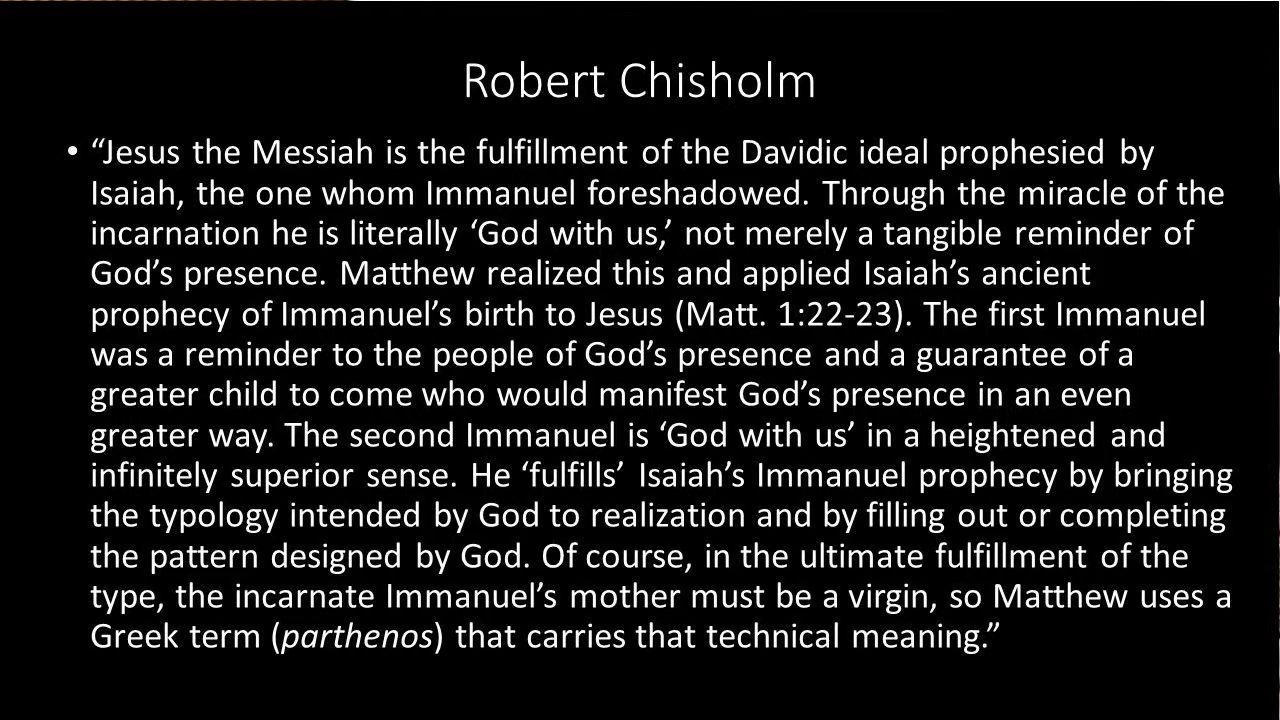 Robert Chisholm
• “Jesus the Messiah is the fulfillment of the Davidic ideal prophesied by
Isaiah, the one whom Immanuel foreshadowed. Through the miracle of the
incarnation he is literally ‘God with us,’ not merely a tangible reminder of
God’s presence. Matthew realized this and applied Isaiah’s ancient
prophecy of Immanuel’s birth to Jesus (Matt. 1:22-23). The first Immanuel
was a reminder to the people of God’s presence and a guarantee of a
greater child to come who would manifest God’s presence in an even
greater way. The second Immanuel is ‘God with us’ in a heightened and
infinitely superior sense. He ‘fulfills’ Isaiah’s Immanuel prophecy by bringing
the typology intended by God to realization and by filling out or completing
the pattern designed by God. Of course, in the ultimate fulfillment of the
type, the incarnate Immanuel’s mother must be a virgin, so Matthew uses a
Greek term (parthenos) that carries that technical meaning.”